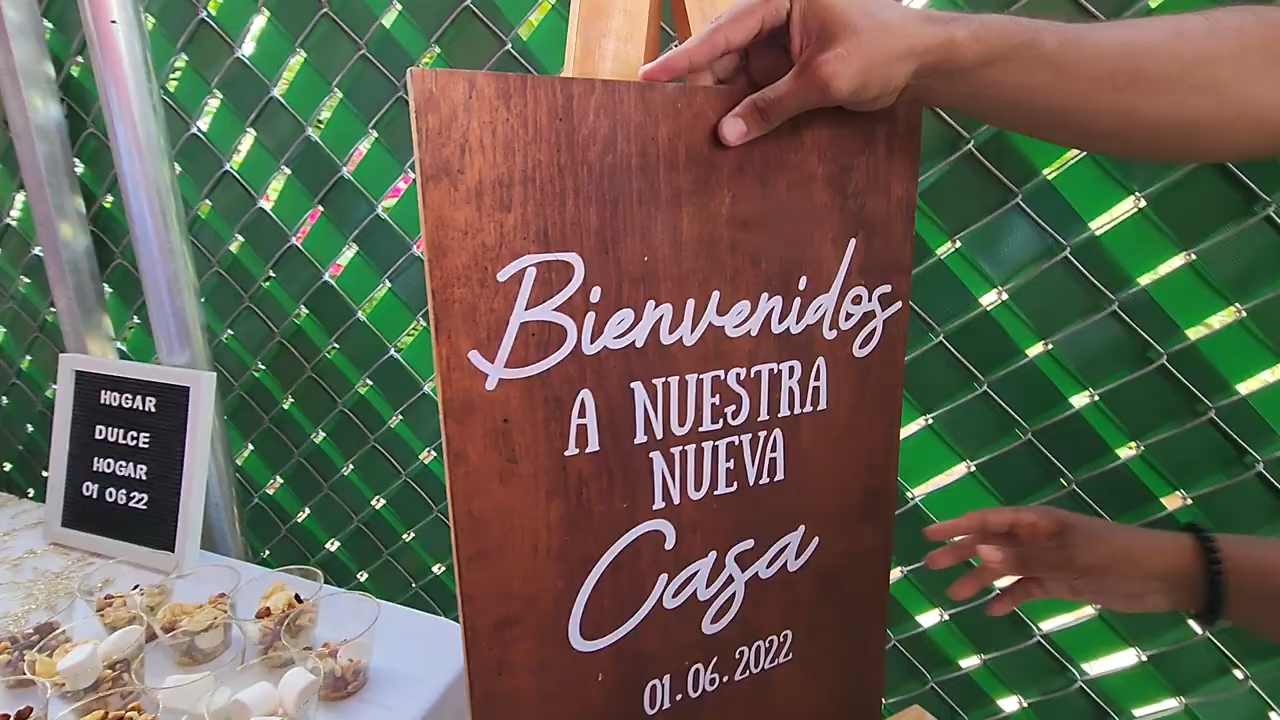 Bienvenidos
A NUESTRA
NUEVA
Casa
01.06.2022
HOGAR
DULCE
HOGAR
01 06 22